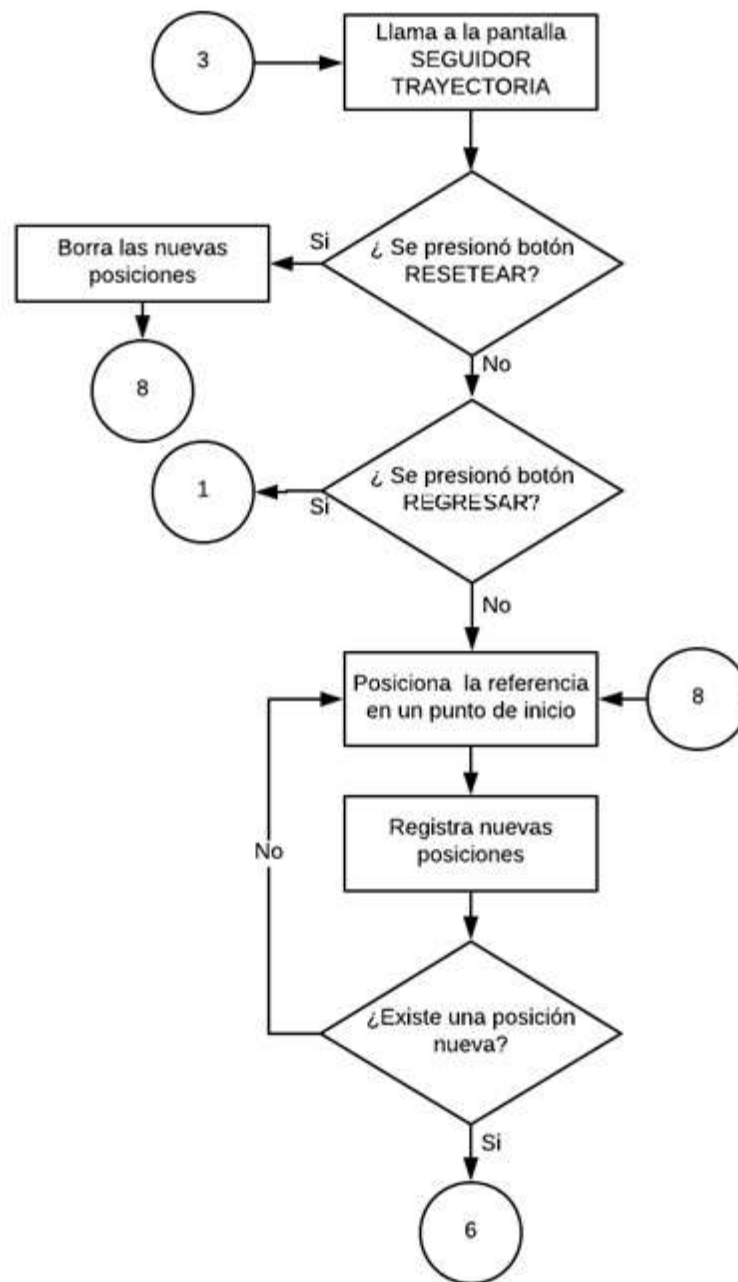 3
Llama a la pantalla
SEGUIDOR
TRAYECTORIA
¿ Se presionó botón
RESETEAR?
Si
Borra las nuevas
posiciones
8
No
¿ Se presionó botón
REGRESAR?
Si
1
No
Posiciona la referencia
en un punto de inicio
8
Registra nuevas
posiciones
No
¿Existe una posición
nueva?
Si
6